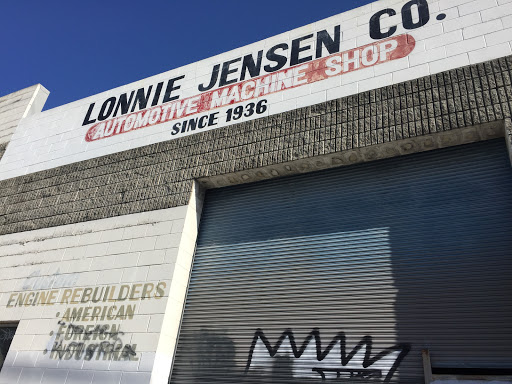 LONNIE JENSEN CO.
AUTOMOTIVE MACHINE SHOP
SINCE 1936
ENGINE REBUILDERS
• AMERICAN
• FOREIGN
• INDUSTRIAL